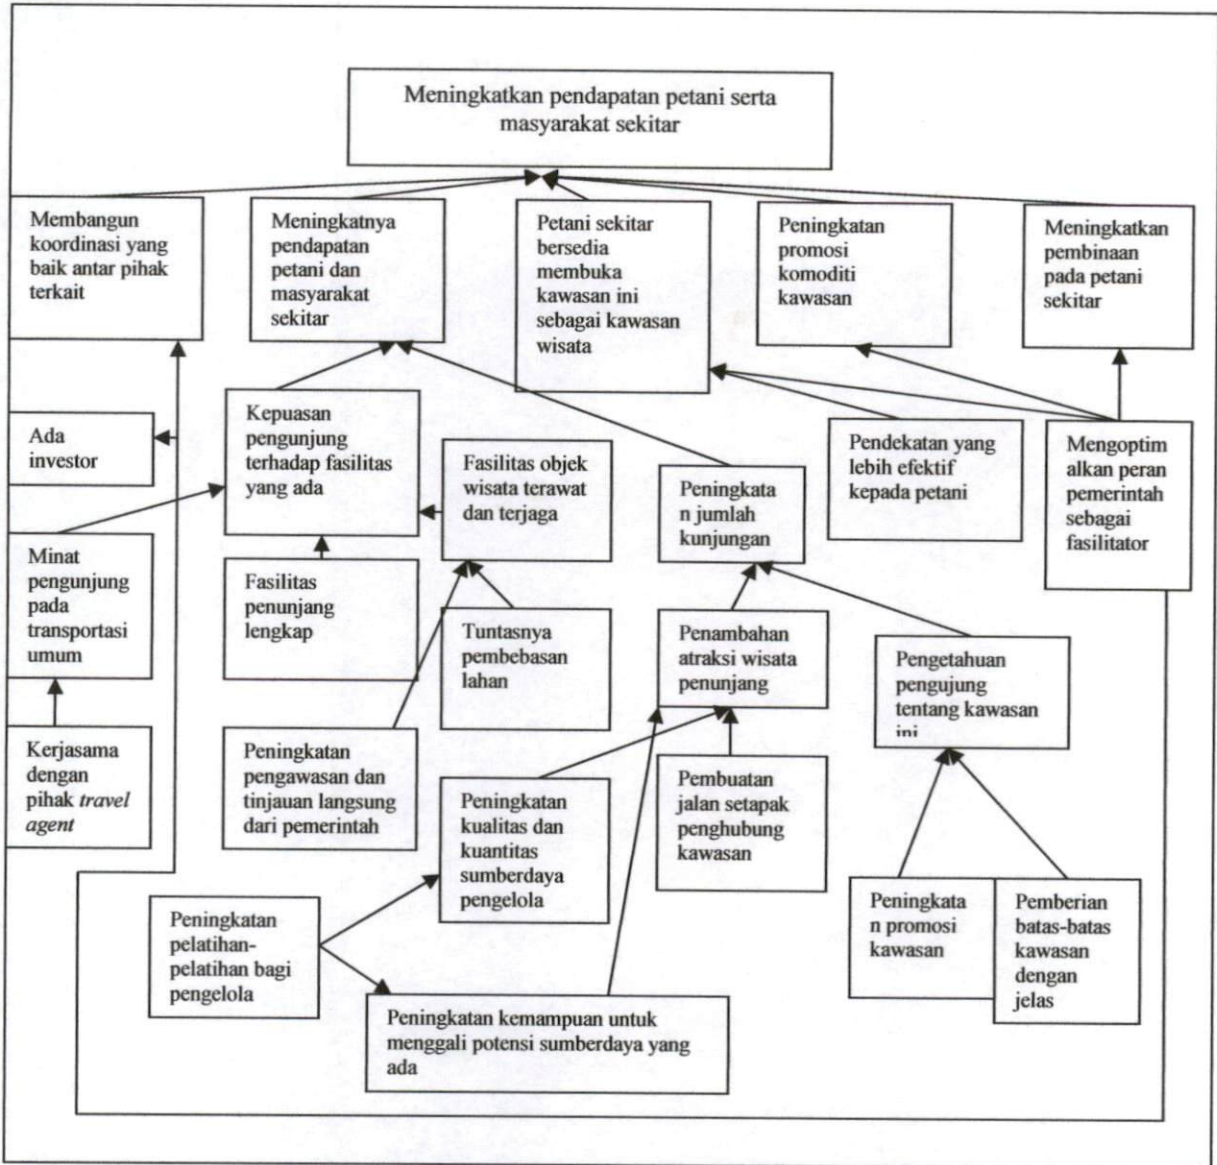 Meningkatkan pendapatan petani serta
masyarakat sekitar
Membangun
koordinasi yang
baik antar pihak
terkait
Meningkatnya
pendapatan
petani dan
masyarakat
sekitar
Petani sekitar
bersedia
membuka
kawasan ini
sebagai kawasan
wisata
Peningkatan
promosi
komoditi
kawasan
Meningkatkan
pembinaan
pada petani
sekitar
Ada
investor
Kepuasan
pengunjung
terhadap fasilitas
yang ada
Fasilitas objek
wisata terawat
dan terjaga
Peningkata
n jumlah
kunjungan
Pendekatan yang
lebih efektif
kepada petani
Mengoptim
alkan peran
pemerintah
sebagai
fasilitator
Minat
pengunjung
pada
transportasi
umum
Fasilitas
penunjang
lengkap
Tuntasnya
pembebasan
lahan
Penambahan
atraksi wisata
penunjang
Pengetahuan
pengujung
tentang kawasan
ini
Kerjasama
dengan
pihak travel
agent
Peningkatan
pengawasan dan
tinjauan langsung
dari pemerintah
Peningkatan
kualitas dan
kuantitas
sumberdaya
pengelola
Pembuatan
jalan setapak
penghubung
kawasan
Peningkatan
pelatihan-
pelatihan bagi
pengelola
Peningkata
n promosi
kawasan
Pemberian
batas-batas
kawasan
dengan
jelas
Peningkatan kemampuan untuk
menggali potensi sumberdaya yang
ada